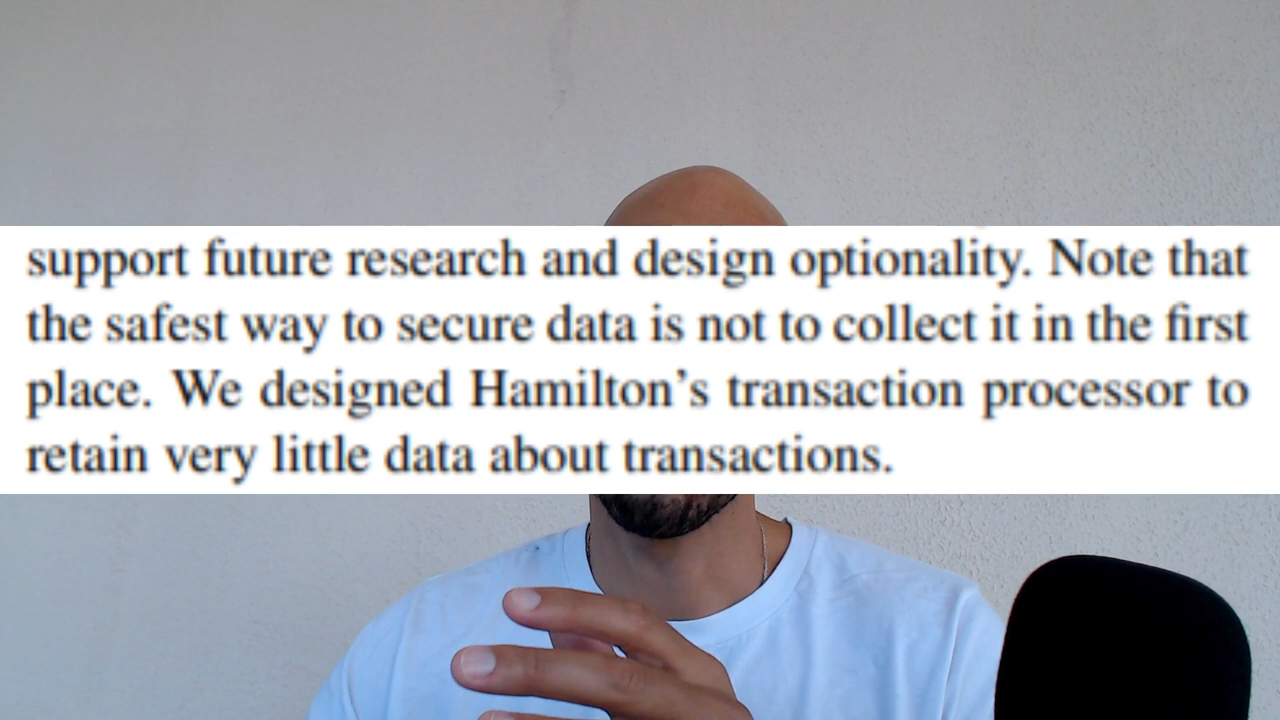 support future research and design optionality. Note that
the safest way to secure data is not to collect it in the first
place. We designed Hamilton’s transaction processor to
retain very little data about transactions.